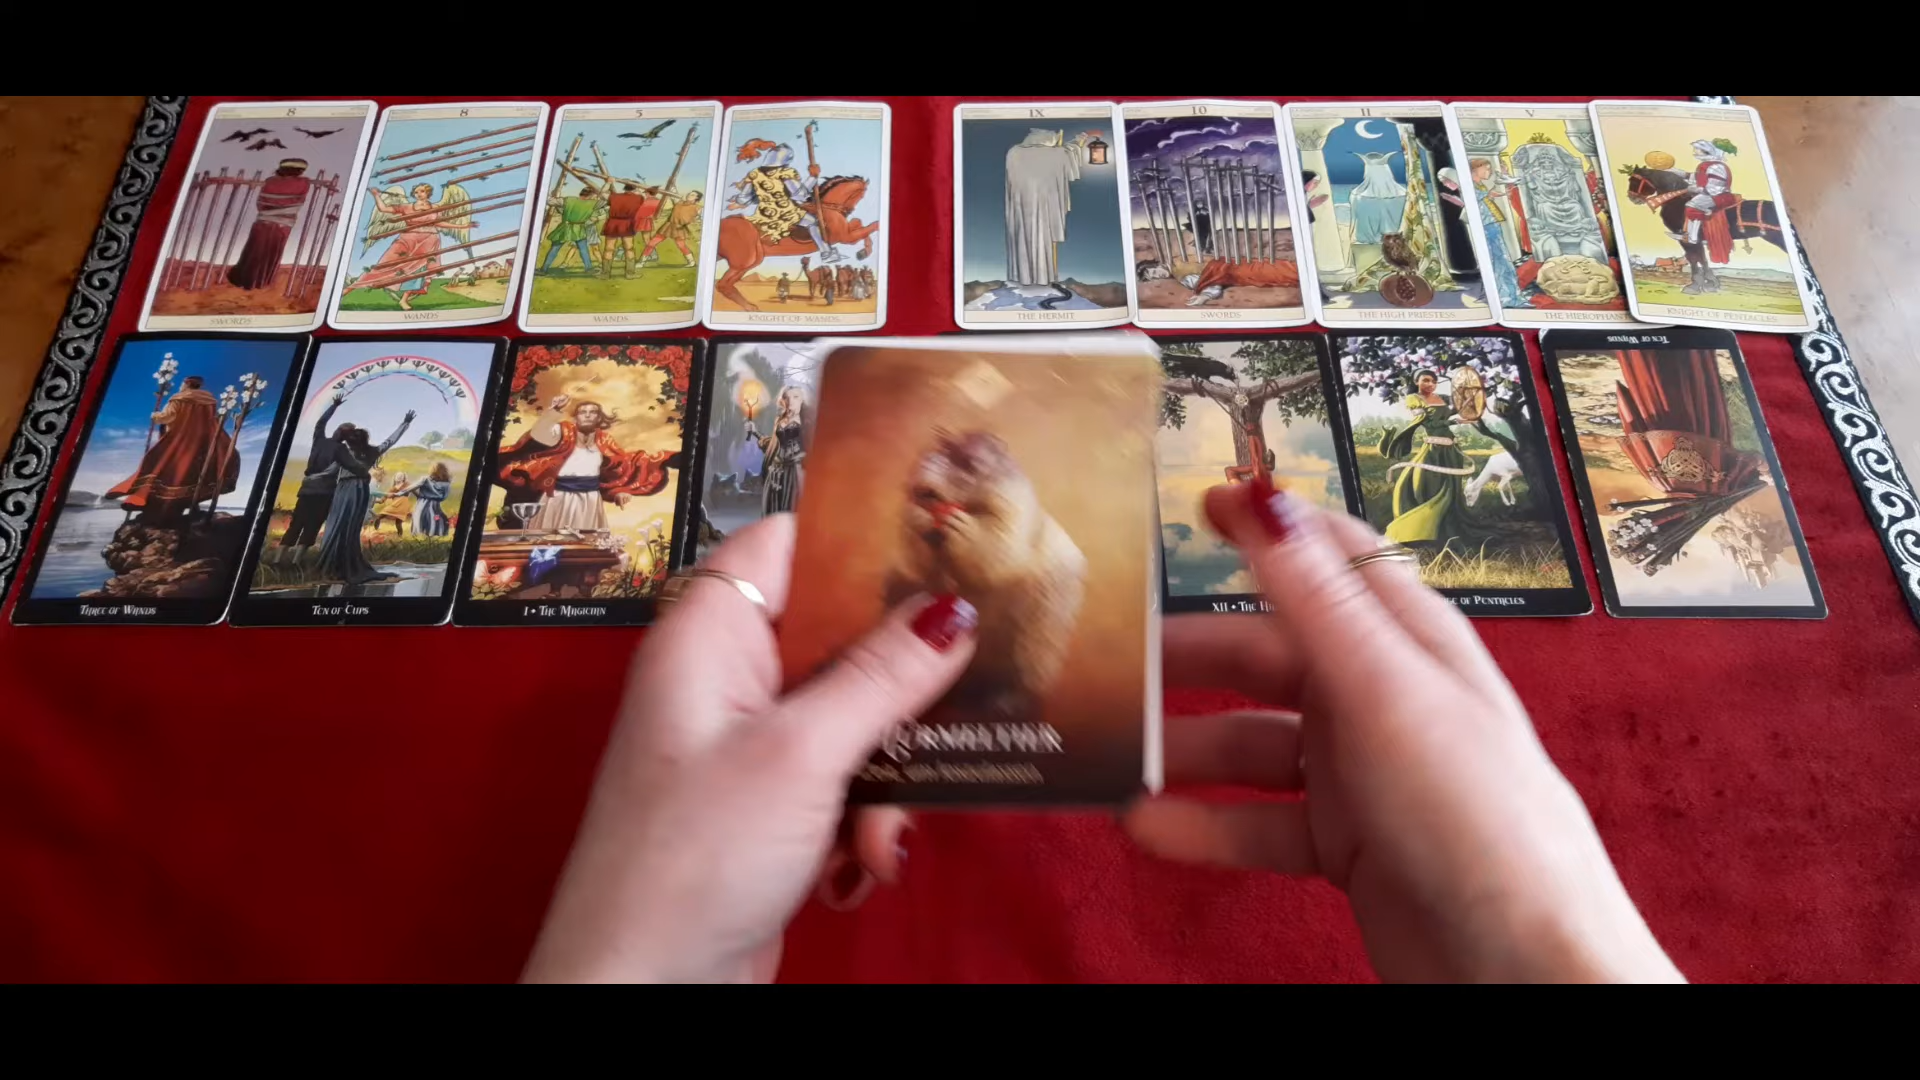 8
8
5
IX
10
II
V
SWORDS
WANDS
WANDS
KNIGHT OF WANDS
THE HERMIT
SWORDS
THE HIGH PRIESTESS
THE HIEROPHANT
KNIGHT OF PENTACLES
TEN OF WANDS
THREE OF WANDS
TEN OF CUPS
I • THE MAGICIAN
XII • THE
OF PENTACLES